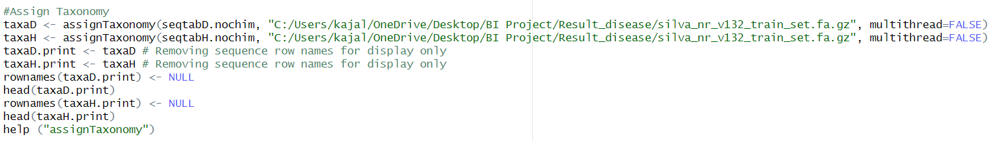 #Assign Taxonomy
taxaD <- assignTaxonomy(seqtabD.nochim, "C:/Users/kajal/OneDrive/Desktop/BI Project/Result_disease/silva_nr_v132_train_set.fa.gz", multithread=FALSE)
taxaH <- assignTaxonomy(seqtabH.nochim, "C:/Users/kajal/OneDrive/Desktop/BI Project/Result_disease/silva_nr_v132_train_set.fa.gz", multithread=FALSE)
taxaD.print <- taxaD # Removing sequence row names for display only
taxaH.print <- taxaH # Removing sequence row names for display only
rownames(taxaD.print) <- NULL
head(taxaD.print)
rownames(taxaH.print) <- NULL
head(taxaH.print)
help ("assignTaxonomy")